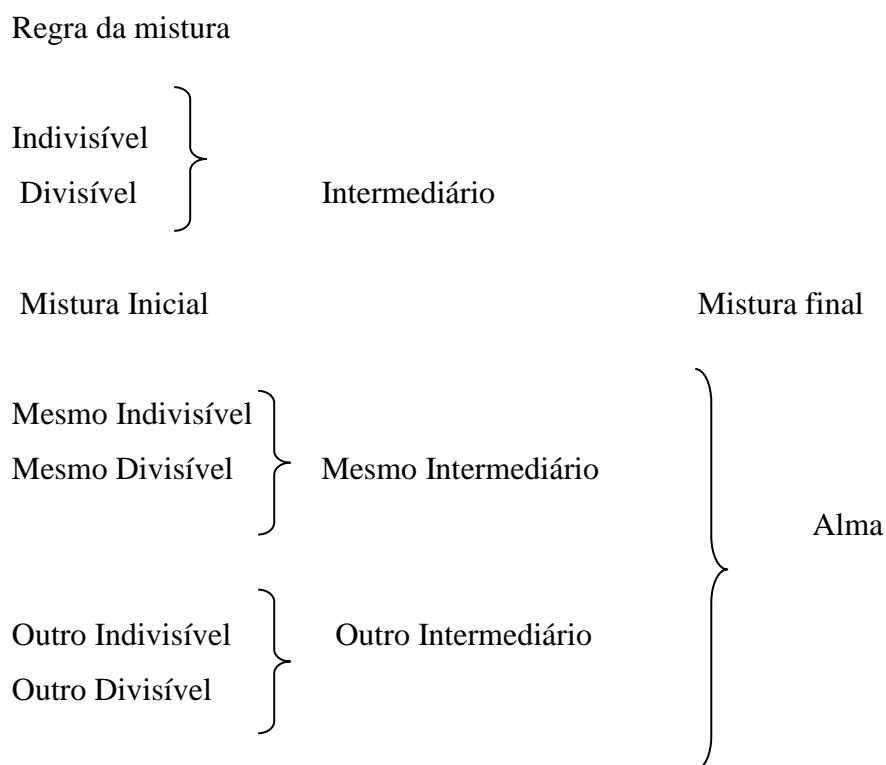 Regra da mistura
Indivisível
Divisível Intermediário
Mistura Inicial Mistura final
Mesmo Indivisível
Mesmo Divisível Mesmo Intermediário
Alma
Outro Indivisível Outro Intermediário
Outro Divisível